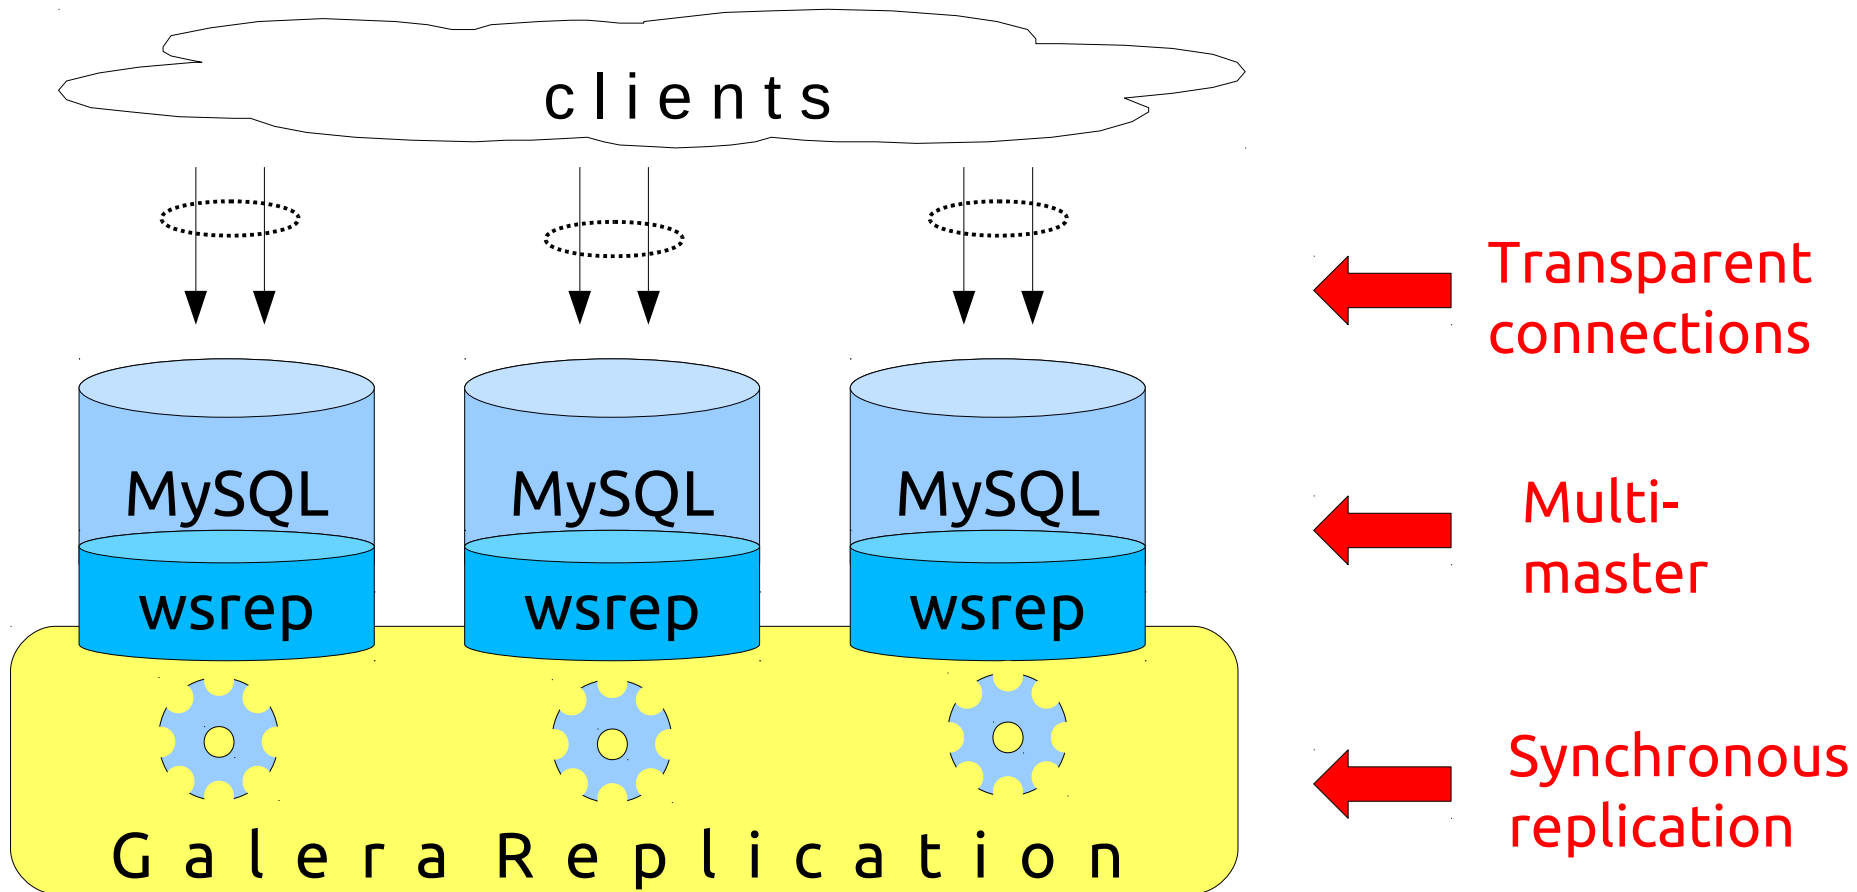 clients
Transparent
connections
MySQL MySQL MySQL
Multi-
master
wsrep wsrep wsrep
Synchronous
replication
Galera Replication